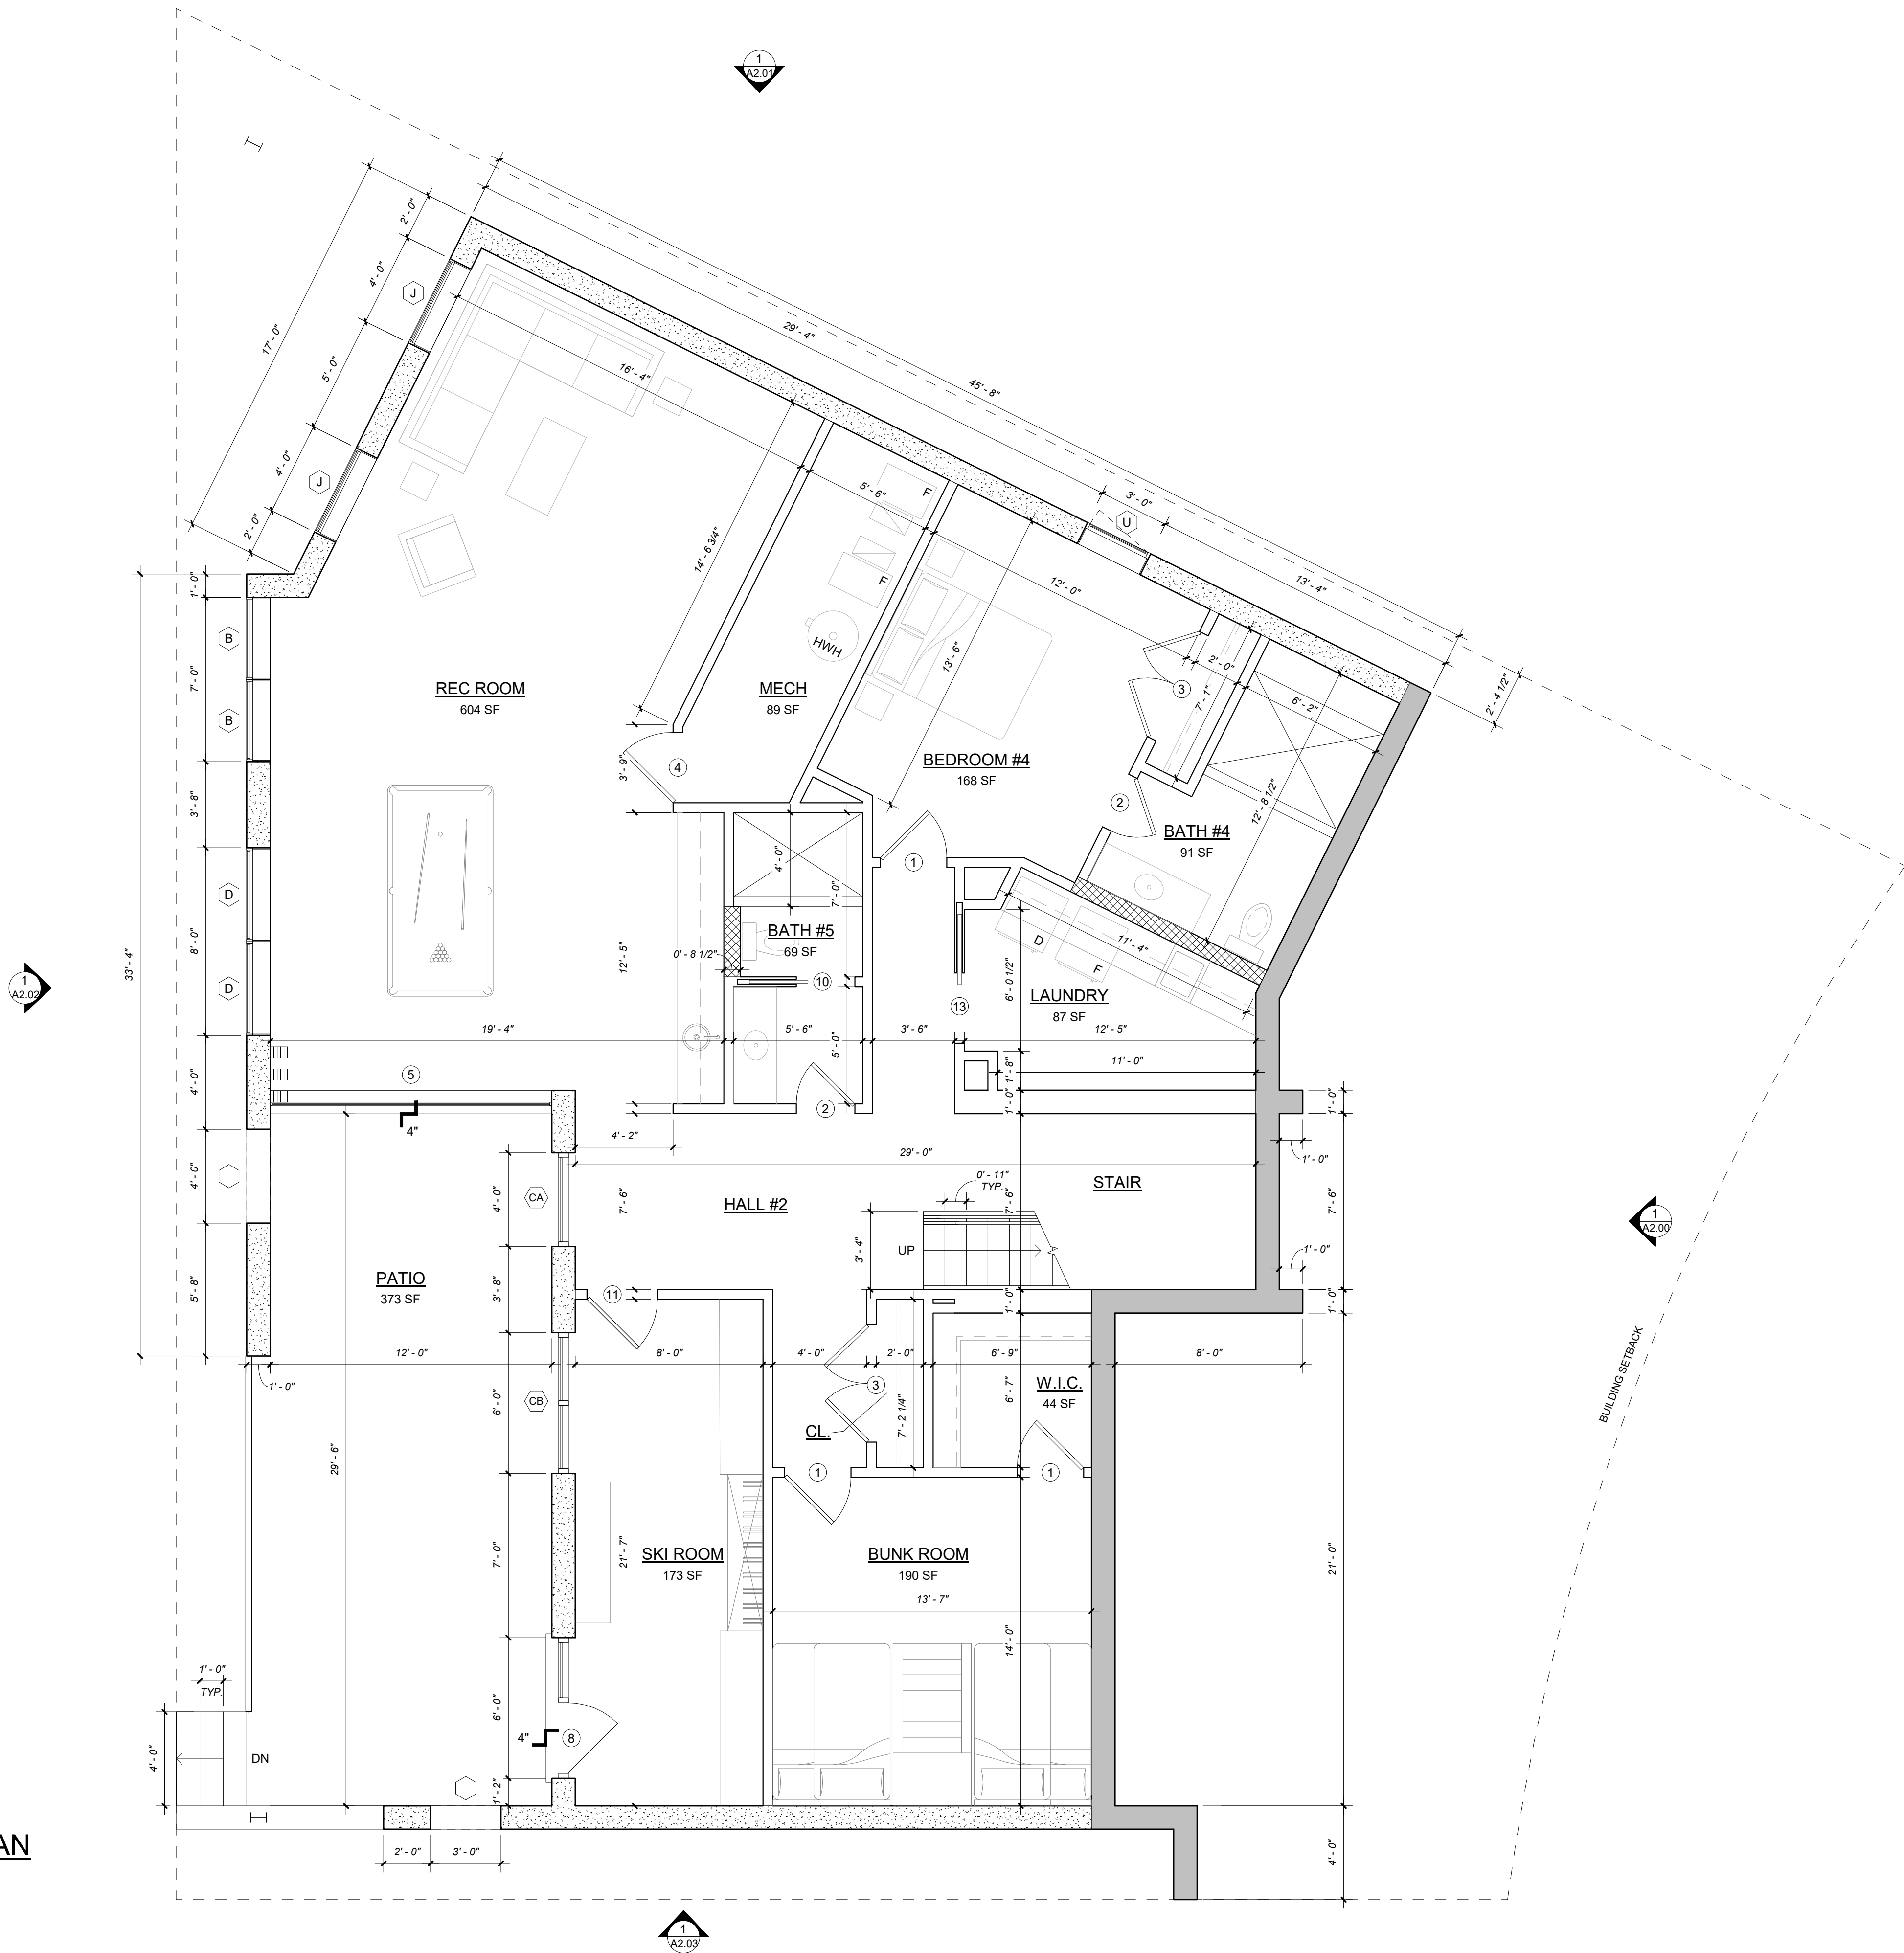 1
A2.01
2' - 0"
4' - 0"
J
17' - 0"
5' - 0"
4' - 0"
J
2' - 0"
29' - 4"
45' - 8"
16' - 4"
5' - 6"
F
F
HWH
14' - 6 3/4"
3' - 0"
U
13' - 4"
12' - 0"
13' - 6"
2' - 0"
3
7' - 1"
6' - 2"
2' - 4 1/2"
12' - 8 1/2"
1' - 0"
B
7' - 0"
B
3' - 8"
D
8' - 0"
D
33' - 4"
4' - 0"
4' - 0"
5' - 8"
REC ROOM
604 SF
MECH
89 SF
BEDROOM #4
168 SF
BATH #4
91 SF
4
3' - 9"
2
1
4' - 0"
7' - 0"
BATH #5
69 SF
0' - 8 1/2"
12' - 5"
10
13
D
F
11' - 4"
6' - 0 1/2"
LAUNDRY
87 SF
1
A2.02
19' - 4"
5' - 6"
3' - 6"
12' - 5"
5' - 0"
5
11' - 0"
1' - 8"
1' - 0"
1' - 0"
2
4"
4' - 2"
29' - 0"
1' - 0"
4' - 0"
CA
7' - 6"
HALL #2
0' - 11"
TYP.
7' - 6"
STAIR
7' - 6"
1
A2.00
3' - 4"
UP
1' - 0"
PATIO
373 SF
3' - 8"
11
1' - 0"
1' - 0"
12' - 0"
8' - 0"
4' - 0"
2' - 0"
6' - 9"
8' - 0"
1' - 0"
6' - 0"
CB
3
7' - 2 1/4"
6' - 7"
W.I.C.
44 SF
CL.
BUILDING SETBACK
29' - 6"
1
1
7' - 0"
21' - 7"
SKI ROOM
173 SF
BUNK ROOM
190 SF
13' - 7"
21' - 0"
14' - 0"
1' - 0"
TYP.
6' - 0"
4"
8
4' - 0"
DN
1' - 2"
AN
2' - 0"
3' - 0"
4' - 0"
1
A2.03